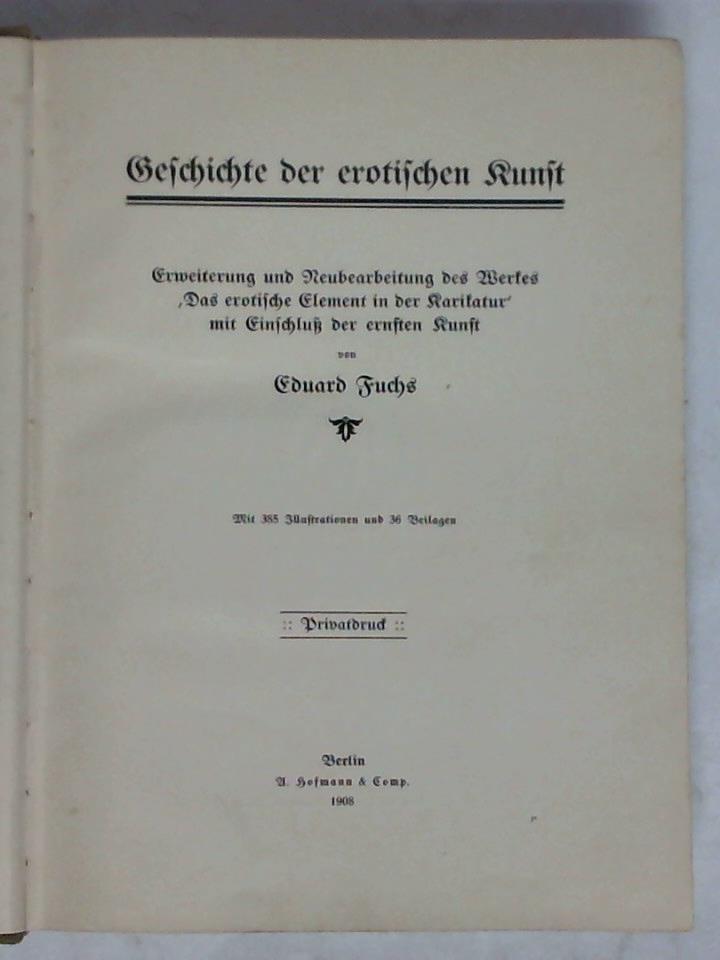 Geschichte der erotischen Kunst
Erweiterung und Neubearbeitung des Werkes
‚Das erotische Element in der Karikatur‘
mit Einschluß der ernsten Kunst
von
Eduard Fuchs
Mit 385 Illustrationen und 36 Beilagen
:: Privatdruck ::
Berlin
A. Hofmann & Comp.
1908